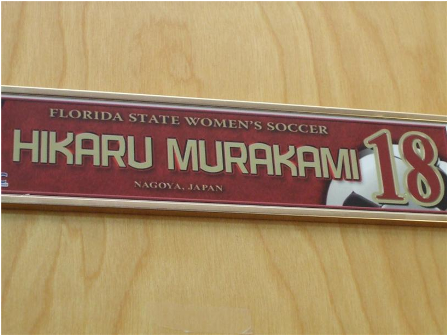 FLORIDA STATE WOMEN'S SOCCER
HIKARU MURAKAMI 18
NAGOYA, JAPAN